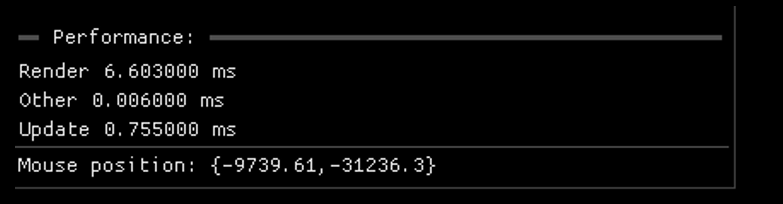 Performance:
Render 6.603000 ms
Other 0.006000 ms
Update 0.755000 ms
Mouse position: {-9739.61,-31236.3}